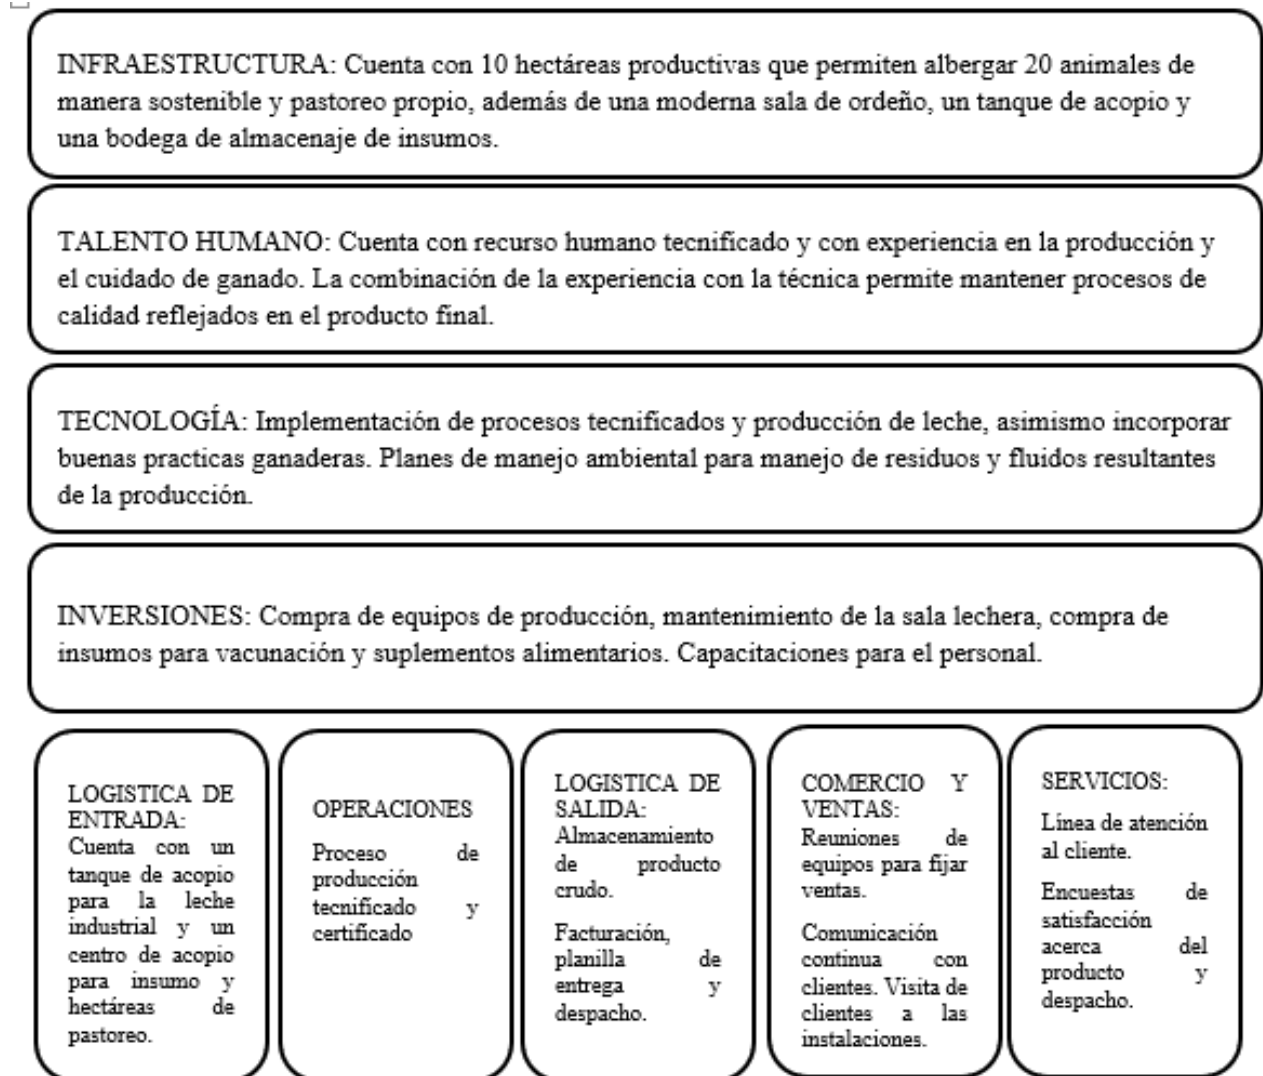 INFRAESTRUCTURA: Cuenta con 10 hectáreas productivas que permiten albergar 20 animales de
manera sostenible y pastoreo propio, además de una moderna sala de ordeño, un tanque de acopio y
una bodega de almacenaje de insumos.
TALENTO HUMANO: Cuenta con recurso humano tecnificado y con experiencia en la producción y
el cuidado de ganado. La combinación de la experiencia con la técnica permite mantener procesos de
calidad reflejados en el producto final.
TECNOLOGÍA: Implementación de procesos tecnificados y producción de leche, asimismo incorporar
buenas practicas ganaderas. Planes de manejo ambiental para manejo de residuos y fluidos resultantes
de la producción.
INVERSIONES: Compra de equipos de producción, mantenimiento de la sala lechera, compra de
insumos para vacunación y suplementos alimentarios. Capacitaciones para el personal.
LOGISTICA DE
ENTRADA:
Cuenta con un
tanque de acopio
para la leche
industrial y un
centro de acopio
para insumo y
hectáreas de
pastoreo.
OPERACIONES
Proceso de
producción
tecnificado y
certificado
LOGISTICA DE
SALIDA:
Almacenamiento
de producto
crudo.
Facturación,
planilla de
entrega y
despacho.
COMERCIO Y
VENTAS:
Reuniones de
equipos para fijar
ventas.
Comunicación
continua con
clientes. Visita de
clientes a las
instalaciones.
SERVICIOS:
Línea de atención
al cliente.
Encuestas de
satisfacción
acerca del
producto y
despacho.